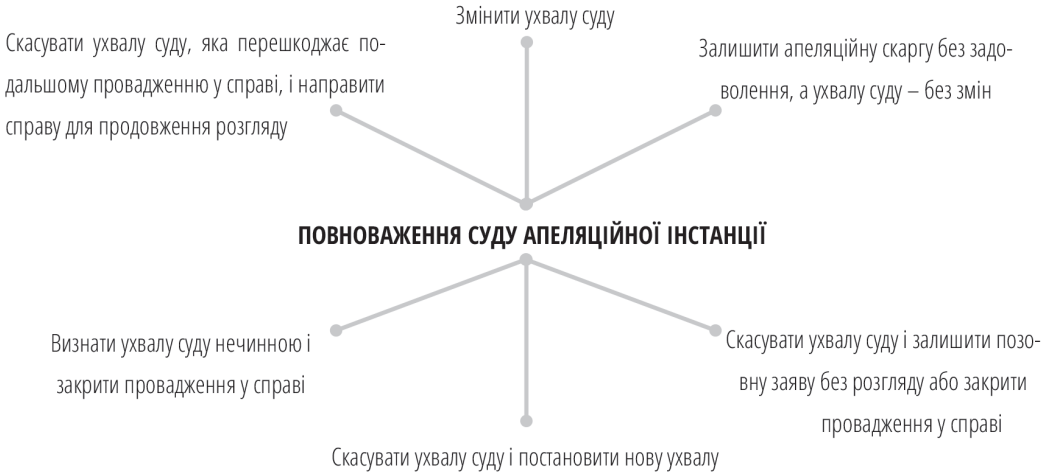 Змінити ухвалу суду
Скасувати ухвалу суду, яка перешкоджає по-
дальшому провадженню у справі, і направити
справу для продовження розгляду
Залишити апеляційну скаргу без задо-
волення, а ухвалу суду – без змін
ПОВНОВАЖЕННЯ СУДУ АПЕЛЯЦІЙНОЇ ІНСТАНЦІЇ
Визнати ухвалу суду нечинною і
закрити провадження у справі
Скасувати ухвалу суду і залишити позо-
вну заяву без розгляду або закрити
провадження у справі
Скасувати ухвалу суду і постановити нову ухвалу